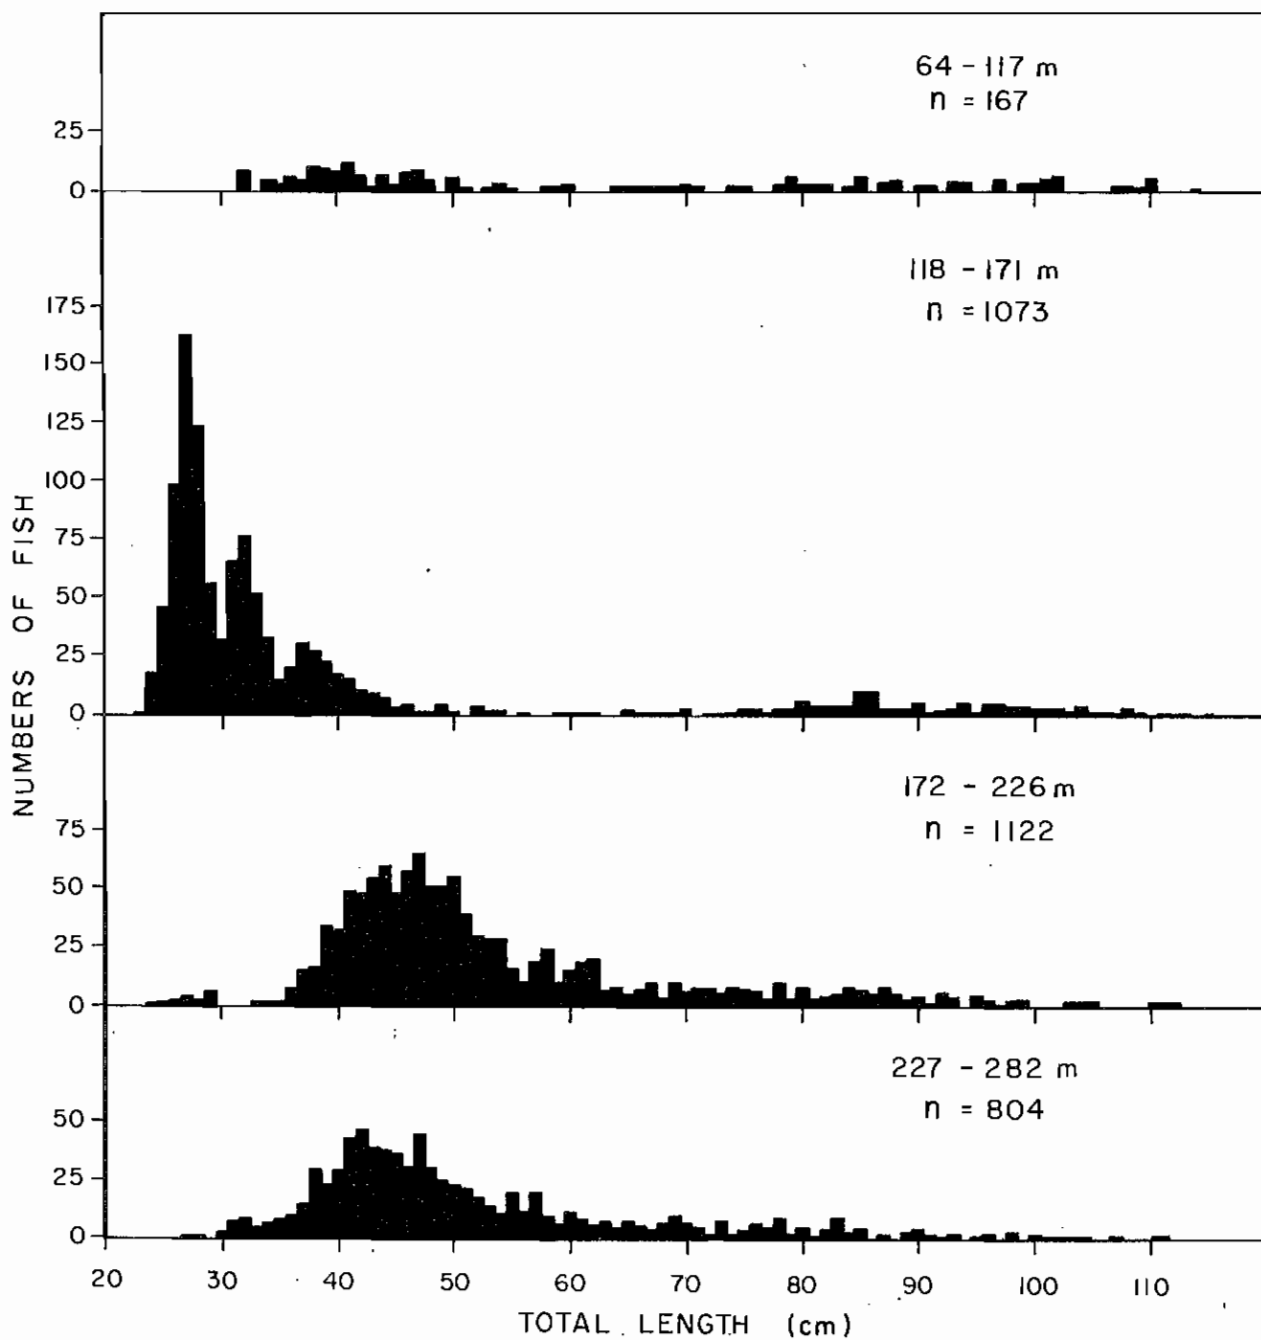 64 - 117 m
n = 167
25
0
118 - 171 m
n = 1073
175
150
125
100
75
50
25
0
NUMBERS OF FISH
172 - 226 m
n = 1122
75
50
25
0
227 - 282 m
n = 804
50
25
0
20 30 40 50 60 70 80 90 100 110
TOTAL LENGTH (cm)